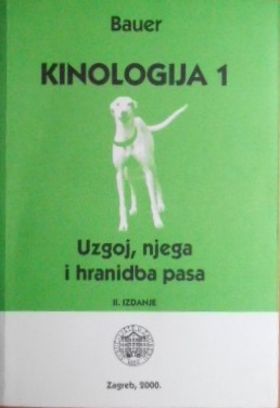 Bauer
KINOLOGIJA 1
Uzgoj, njega
i hranidba pasa
II. IZDANJE
Zagreb, 2000.